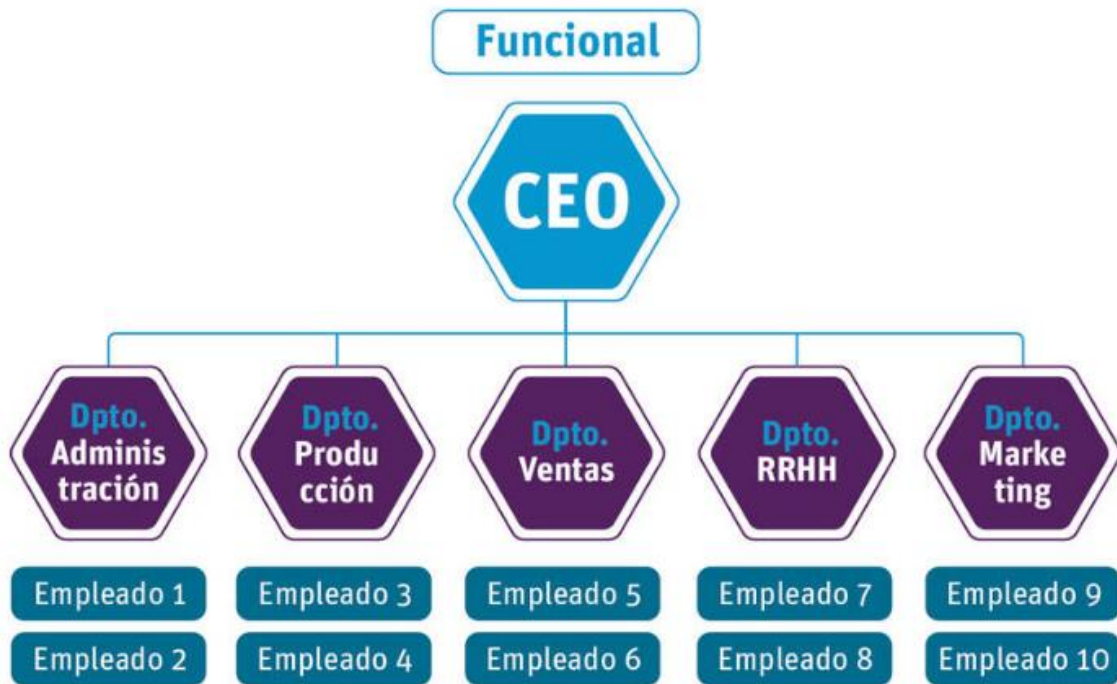 Funcional
CEO
Dpto.
Adminis
tración
Dpto.
Produ
cción
Dpto.
Ventas
Dpto.
RRHH
Dpto.
Marke
ting
Empleado 1
Empleado 3
Empleado 5
Empleado 7
Empleado 9
Empleado 2
Empleado 4
Empleado 6
Empleado 8
Empleado 10